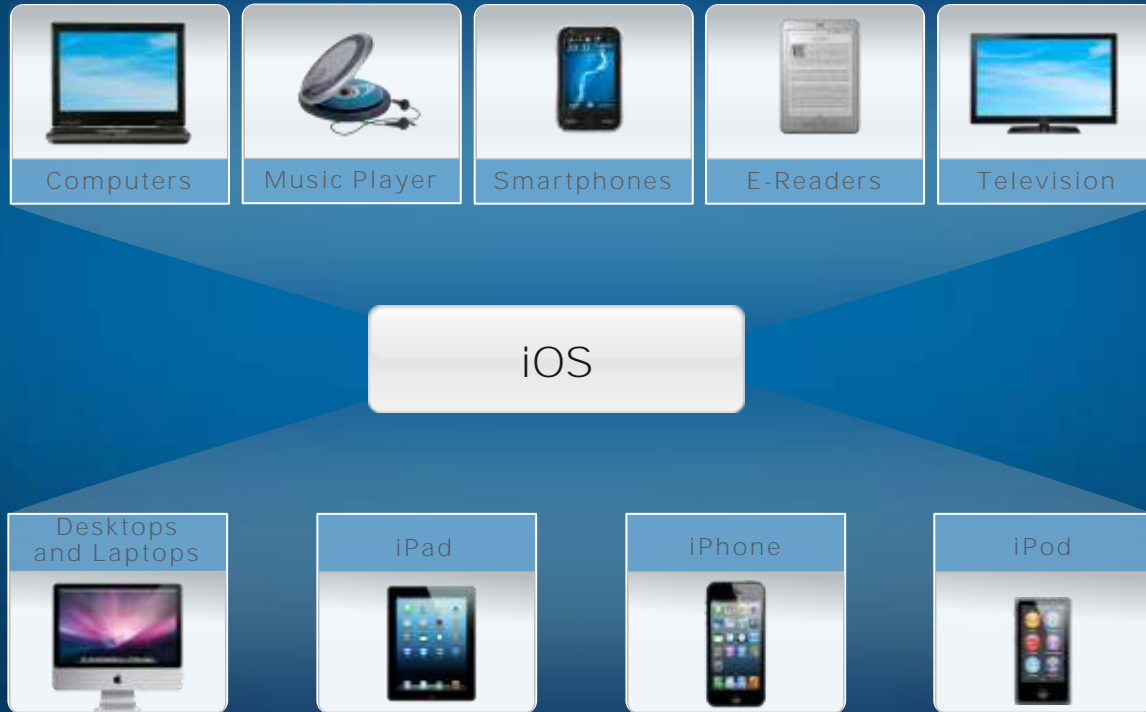 Computers
Music Player
Smartphones
E-Readers
Television
iOS
Desktops
and Laptops
iPad
iPhone
iPod